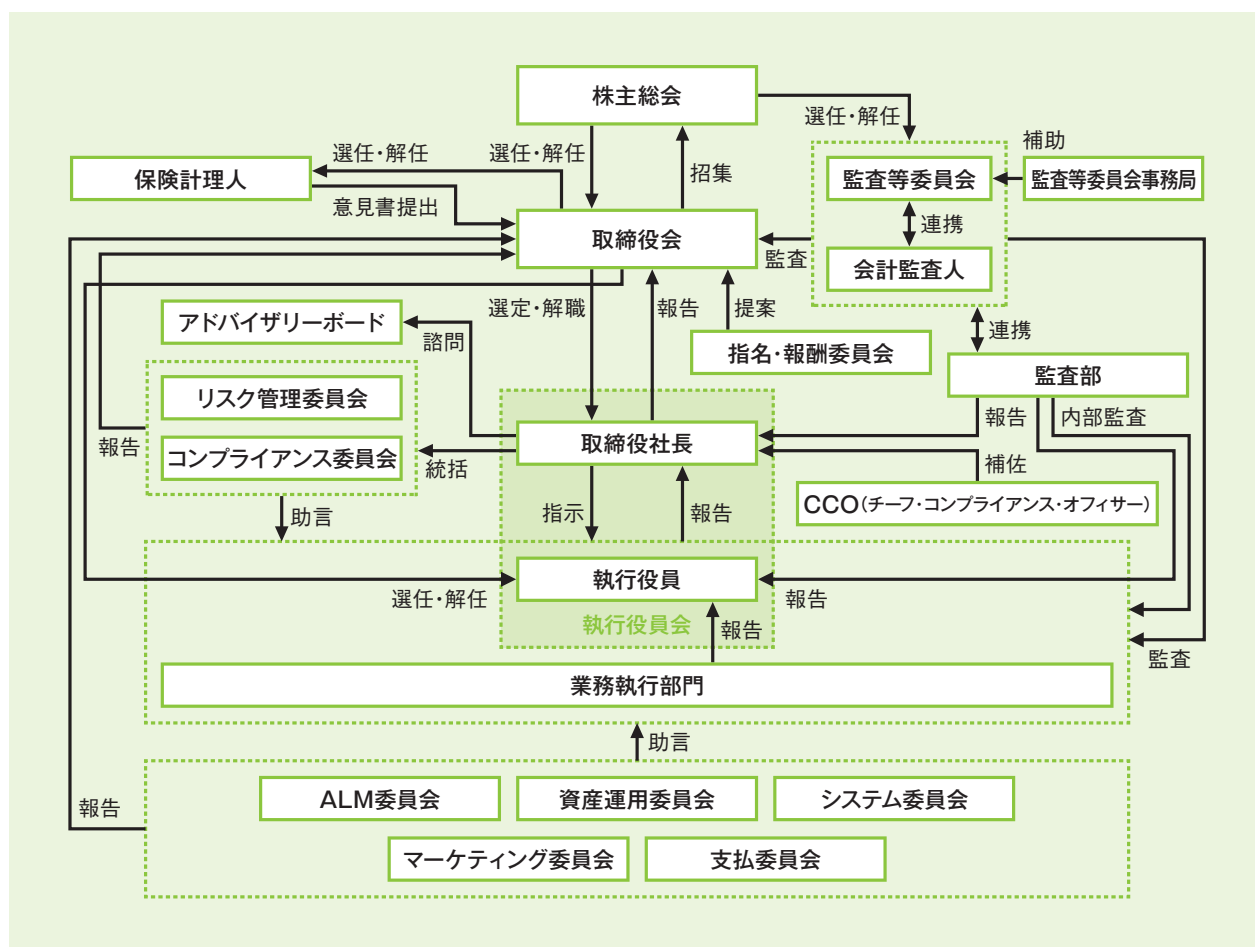 株主総会
選任・解任
選任・解任
選任・解任
招集
補助
保険計理人
監査等委員会
監査等委員会事務局
意見書提出
連携
取締役会
監査
会計監査人
選定・解職
報告
提案
アドバイザリーボード
諮問
連携
指名・報酬委員会
監査部
リスク管理委員会
報告
内部監査
報告
取締役社長
コンプライアンス委員会
統括
補佐
CCO（チーフ・コンプライアンス・オフィサー）
助言
指示
報告
執行役員
選任・解任
報告
執行役員会
報告
監査
業務執行部門
助言
報告
ALM委員会
資産運用委員会
システム委員会
マーケティング委員会
支払委員会